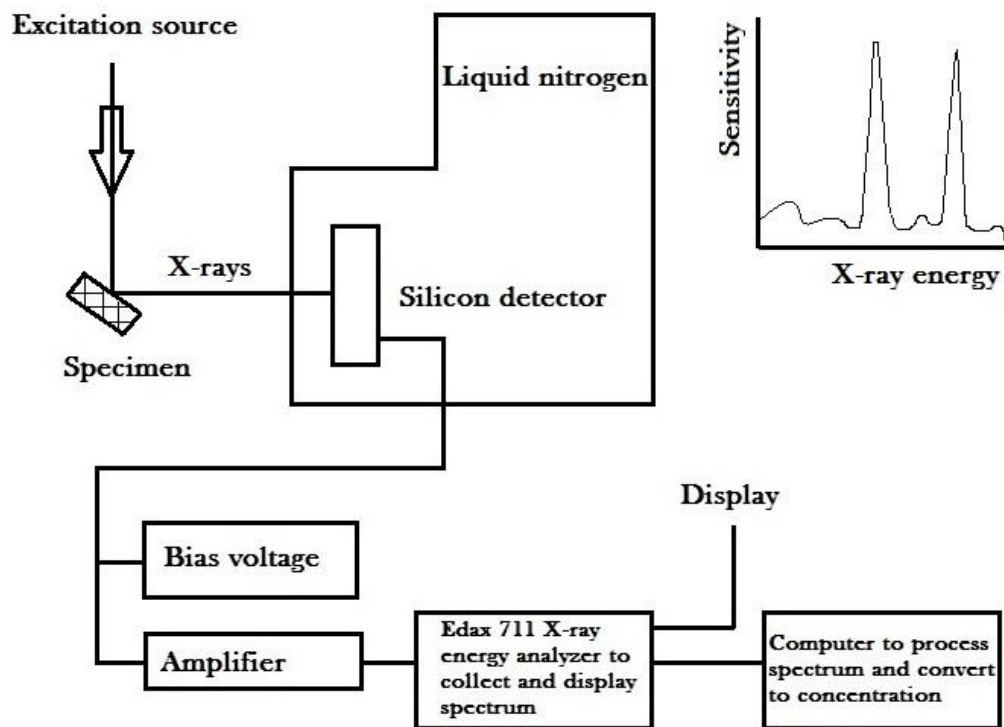 Excitation source
Liquid nitrogen
Sensitivity
X-ray energy
X-rays
Silicon detector
Specimen
Display
Bias voltage
Amplifier
Edax 711 X-ray
energy analyzer to
collect and display
spectrum
Computer to process
spectrum and convert
to concentration